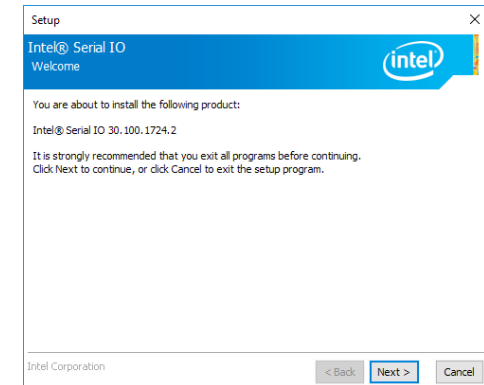 Setup
Intel® Serial IO
Welcome
intel
You are about to install the following product:
Intel® Serial IO 30.100.1724.2
It is strongly recommended that you exit all programs before continuing.
Click Next to continue, or click Cancel to exit the setup program.
Intel Corporation
< Back Next > Cancel